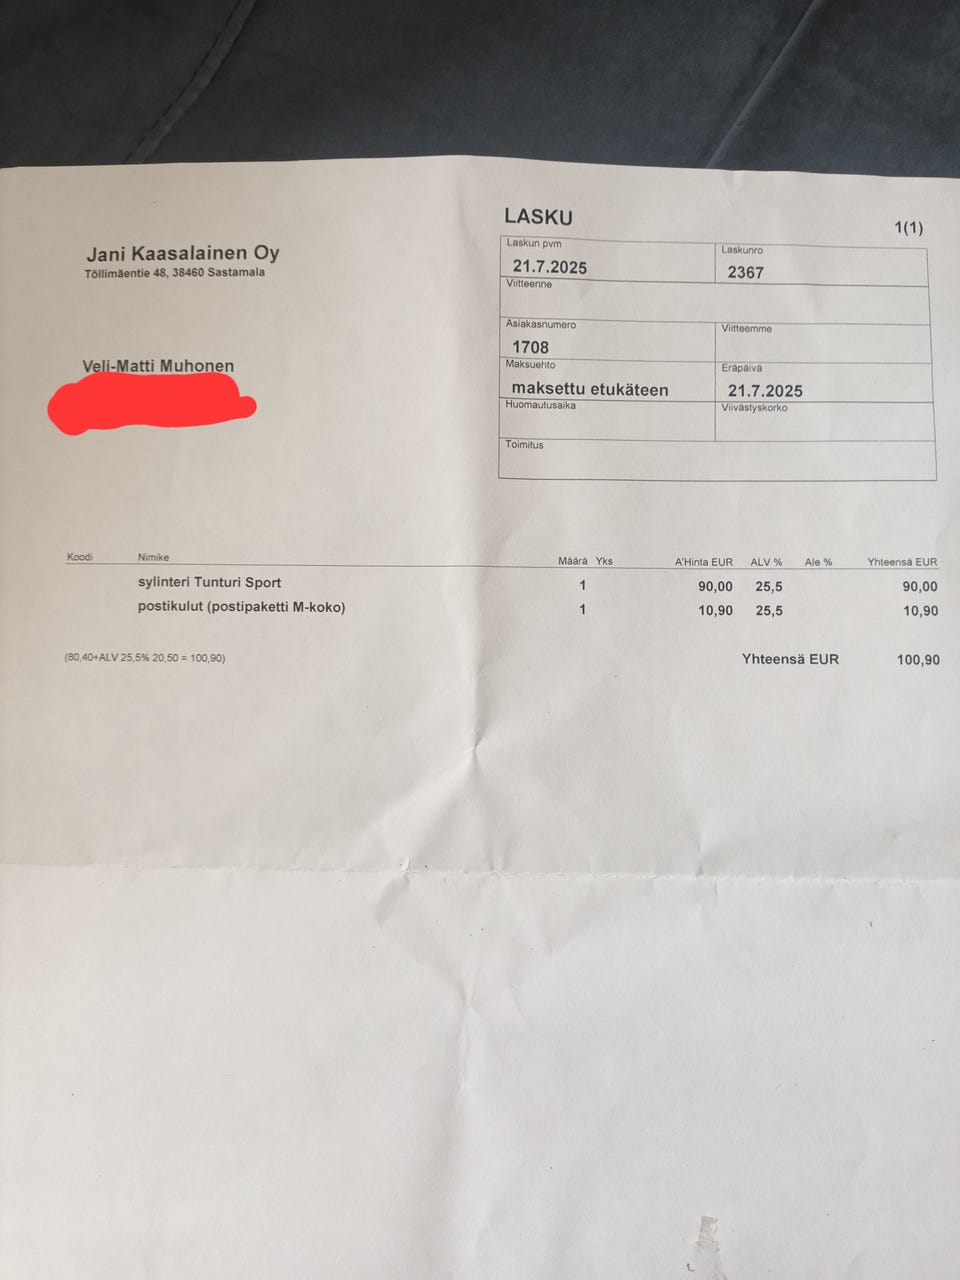 LASKU
1(1)
Jani Kaasalainen Oy
Töllimäentie 48, 38460 Sastamala
Laskun pvm
21.7.2025
Laskunro
2367
Viitteenne
Veli-Matti Muhonen
Asiakasnumero
1708
Viitteemme
Maksuehto
maksettu etukäteen
Eräpäivä
21.7.2025
Huomautusaika
Viivästyskorko
Toimitus
Koodi Nimike Määrä Yks A'Hinta EUR ALV % Ale % Yhteensä EUR
sylinteri Tunturi Sport 1 90,00 25,5 90,00
postikulut (postipaketti M-koko) 1 10,90 25,5 10,90
(80,40+ALV 25,5% 20,50 = 100,90) Yhteensä EUR 100,90